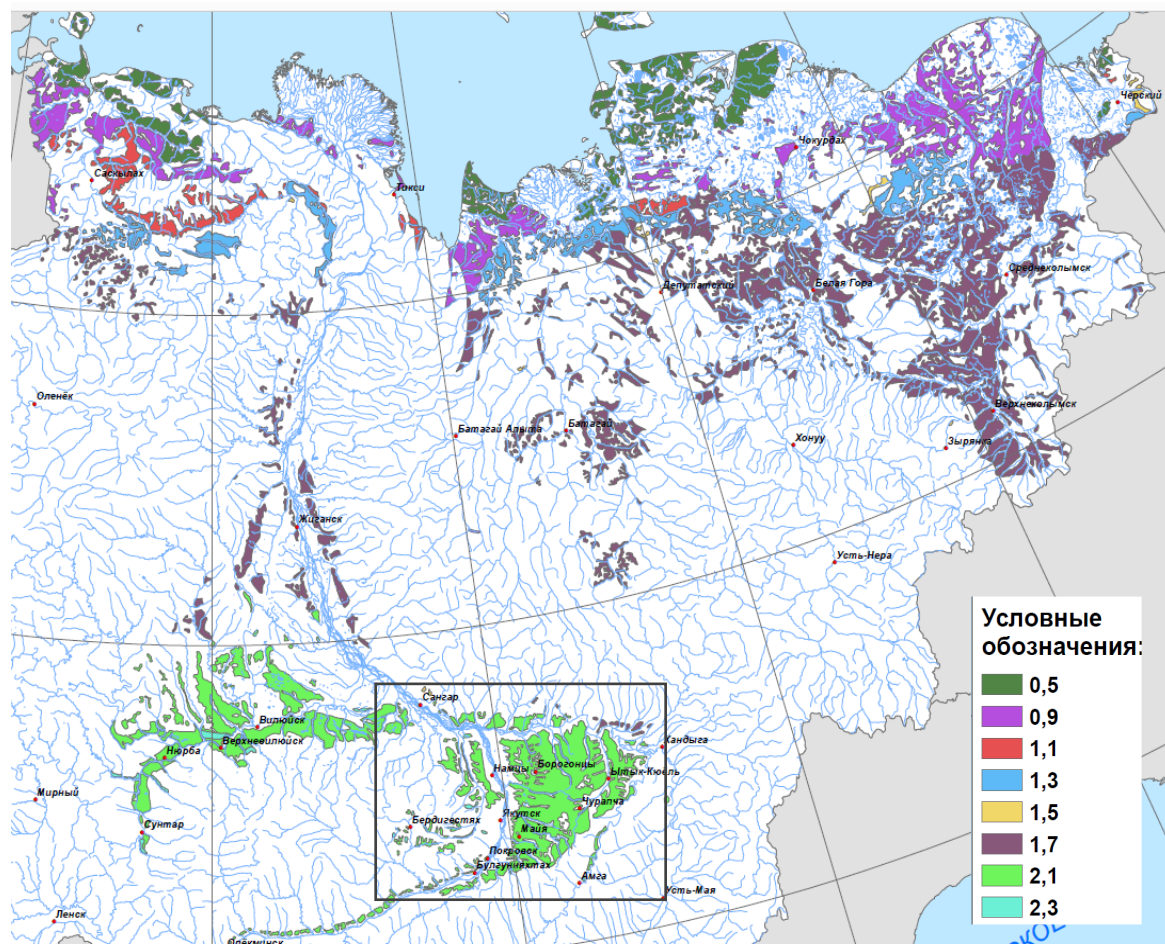 Черский
Чокурдах
Саскылах
Тикси
Среднеколымск
Депутатский
Белая Гора
Оленёк
Верхнеколымск
Батагай Алыта
Батагай
Хонуу
Зырянка
Жиганск
Усть-Нера
Условные
обозначения:
0,5
0,9
1,1
1,3
1,5
1,7
2,1
2,3
Сангар
Вилюйск
Верхневилюйск
Хандыга
Нюрба
Намцы
Борогонцы
Ытык-Кюёль
Мирный
Чурапча
Якутск
Бердигестях
Сунтар
Майя
Покровск
Булгунняхтах
Амга
Усть-Мая
Ленск
Олёкминск